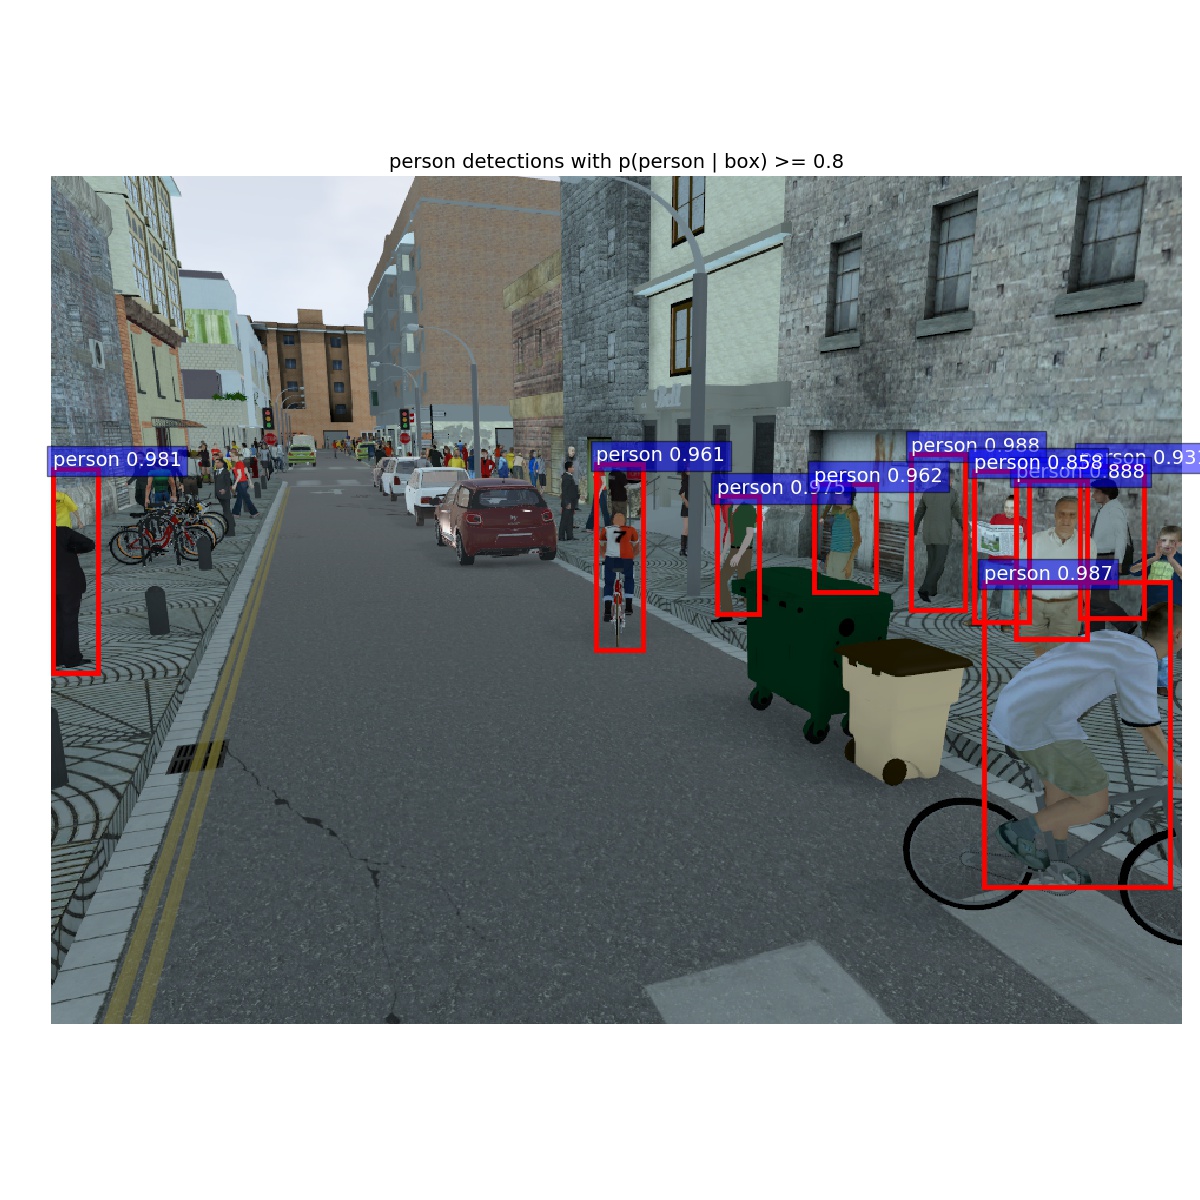 person detections with p(person | box) >= 0.8
person 0.988
person 0.961
person 0.931
person 0.981
person 0.858
person 0.888
person 0.962
person 0.975
person 0.987
7